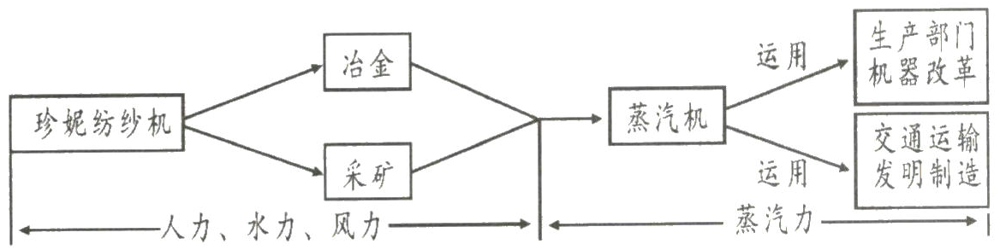 珍妮纺纱机
冶金
采矿
蒸汽机
运用
运用
生产部门
机器改革
交通运输
发明制造
人力、水力、风力
蒸汽力